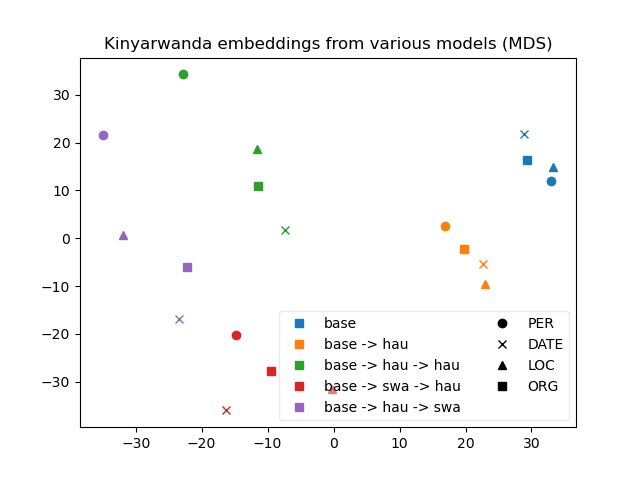 Kinyarwanda embeddings from various models (MDS)
30
20
10
0
−10
−20
−30
base
base -> hau
base -> hau -> hau
base -> swa -> hau
base -> hau -> swa
PER
DATE
LOC
ORG
−30 −20 −10 0 10 20 30